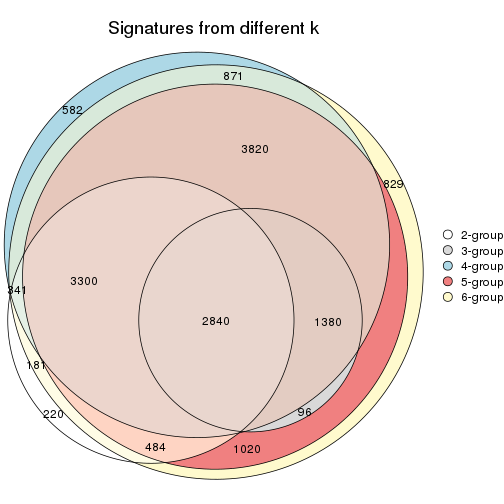 Signatures from different k
871
582
3820
829
2-group
3-group
4-group
5-group
6-group
3300
341
2840
1380
181
96
220
484
1020